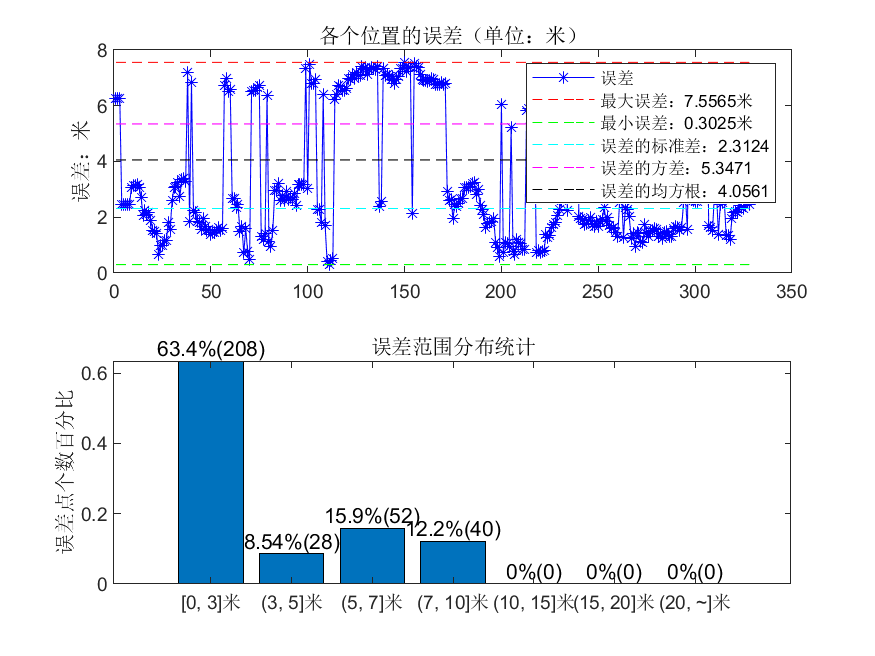 各个位置的误差（单位：米）
误差：米
8
6
4
2
0
0 50 100 150 200 250 300 350
误差
最大误差：7.5565米
最小误差：0.3025米
误差的标准差：2.3124
误差的方差：5.3471
误差的均方根：4.0561
误差范围分布统计
误差点个数百分比
0.6
0.4
0.2
0
63.4%(208)
8.54%(28)
15.9%(52)
12.2%(40)
0%(0)
0%(0)
0%(0)
[0, 3]米 (3, 5]米 (5, 7]米 (7, 10]米 (10, 15]米 (15, 20]米 (20, ~]米